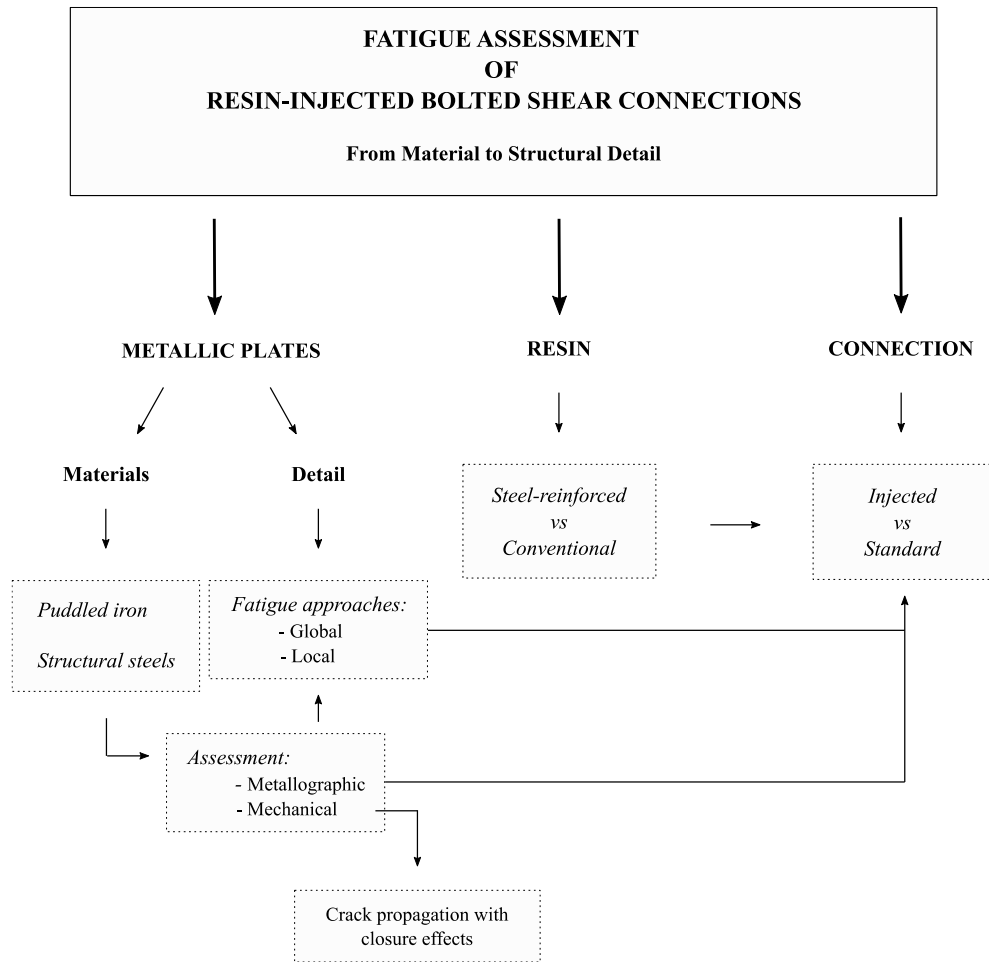 FATIGUE ASSESSMENT
OF
RESIN-INJECTED BOLTED SHEAR CONNECTIONS
From Material to Structural Detail
METALLIC PLATES
RESIN
CONNECTION
Materials
Detail
Steel-reinforced
vs
Conventional
Injected
vs
Standard
Puddled iron
Structural steels
Fatigue approaches:
- Global
- Local
Assessment:
- Metallographic
- Mechanical
Crack propagation with
closure effects